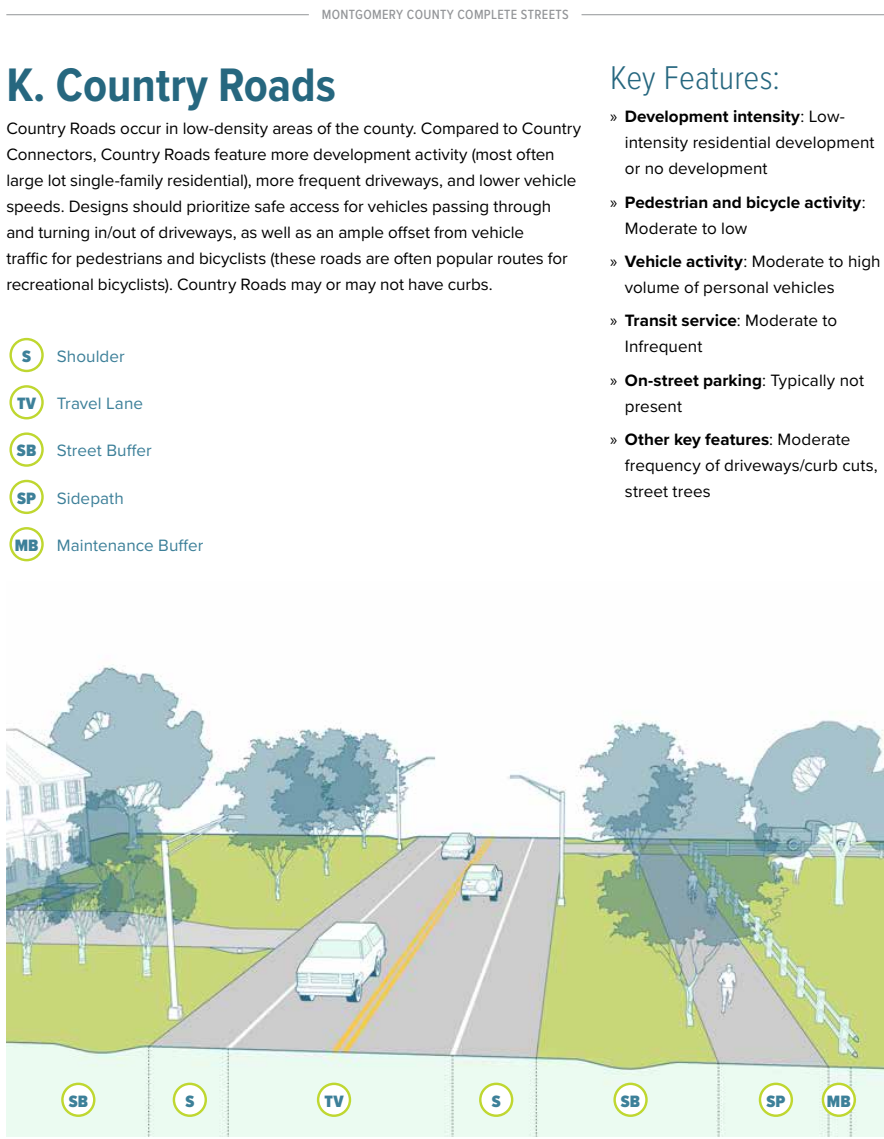 MONTGOMERY COUNTY COMPLETE STREETS
K. Country Roads
Country Roads occur in low-density areas of the county. Compared to Country
Connectors, Country Roads feature more development activity (most often
large lot single-family residential), more frequent driveways, and lower vehicle
speeds. Designs should prioritize safe access for vehicles passing through
and turning in/out of driveways, as well as an ample offset from vehicle
traffic for pedestrians and bicyclists (these roads are often popular routes for
recreational bicyclists). Country Roads may or may not have curbs.
S Shoulder
TV Travel Lane
SB Street Buffer
SP Sidepath
MB Maintenance Buffer
Key Features:
» Development intensity: Low-
intensity residential development
or no development
» Pedestrian and bicycle activity:
Moderate to low
» Vehicle activity: Moderate to high
volume of personal vehicles
» Transit service: Moderate to
Infrequent
» On-street parking: Typically not
present
» Other key features: Moderate
frequency of driveways/curb cuts,
street trees
SB S TV S SB SP MB